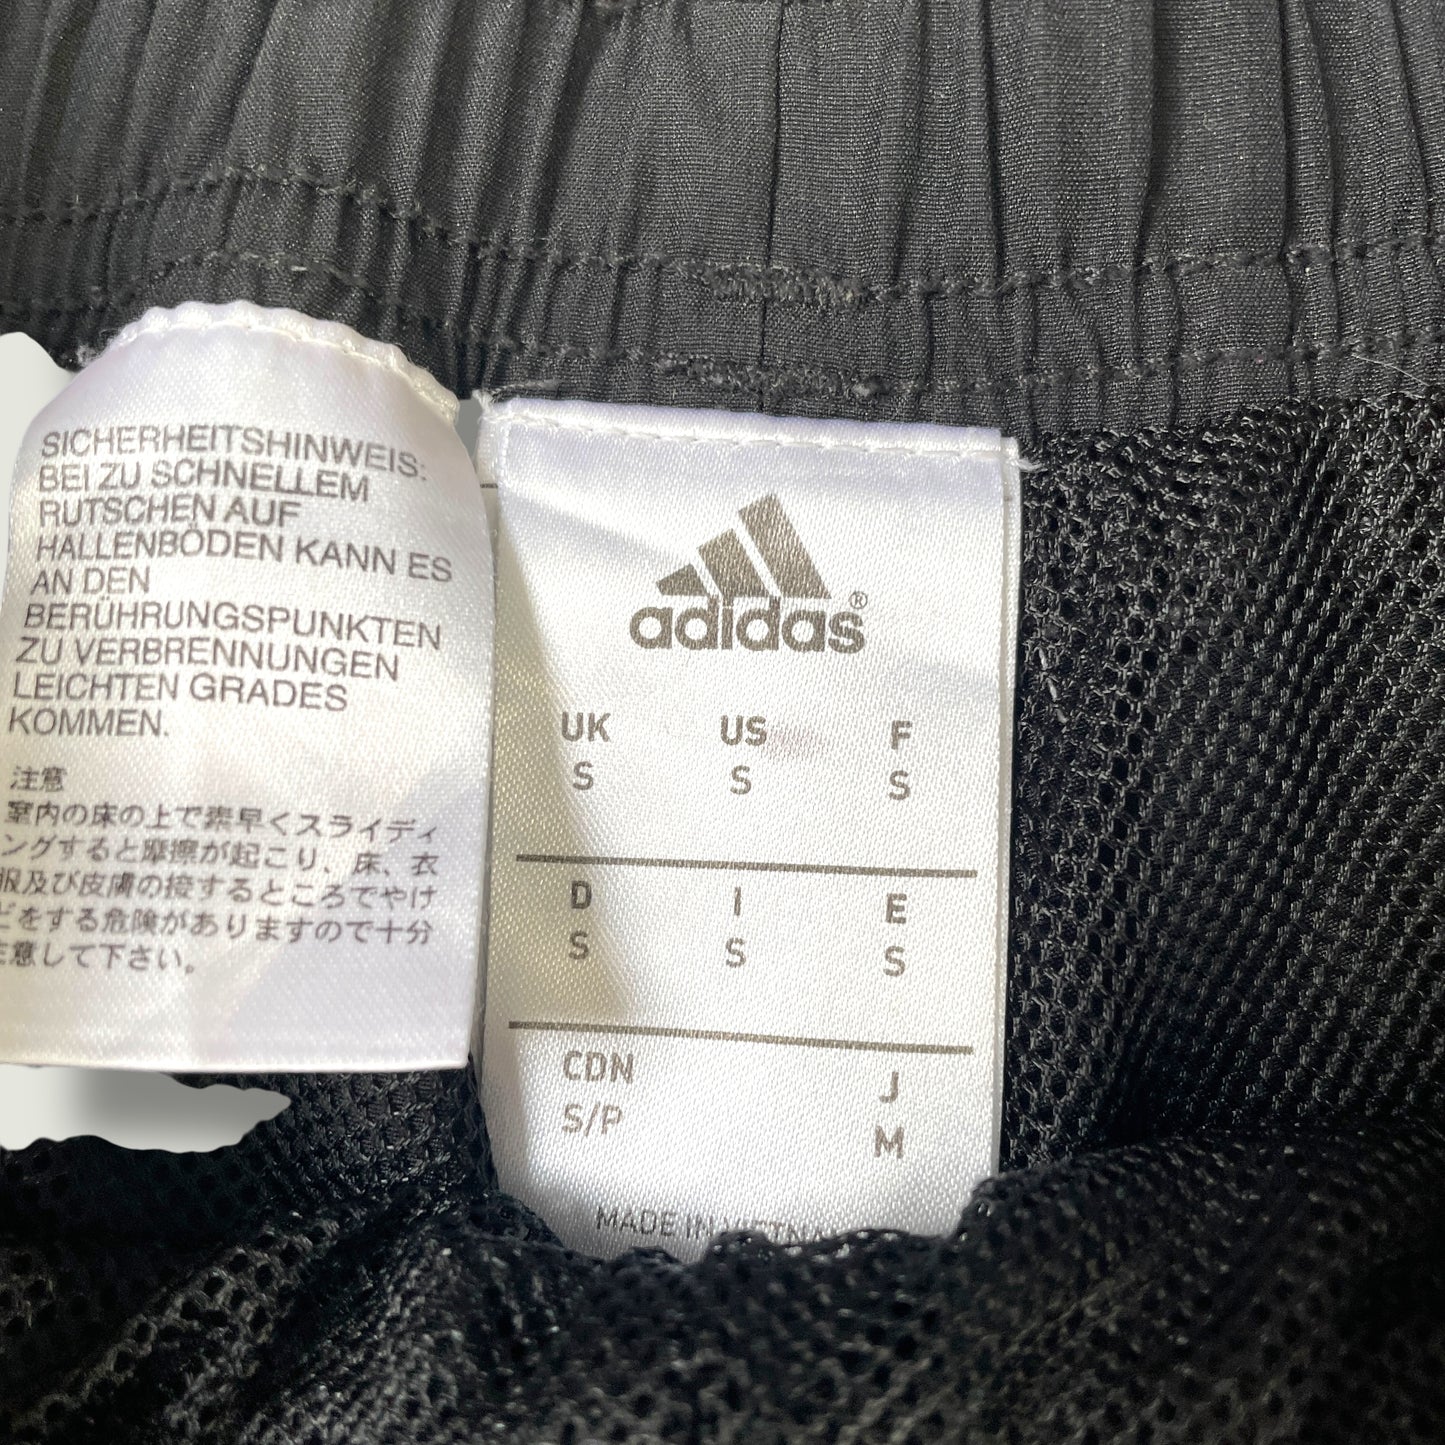 SICHERHEITSHINWEIS:
BEI ZU SCHNELLEM
RUTSCHEN AUF
HALLENBÖDEN KANN ES
AN DEN
BERÜHRUNGSPUNKTEN
ZU VERBRENNUNGEN
LEICHTEN GRADES
KOMMEN.
注意
室内の床の上で素早くスライディ
ングすると摩擦が起こり、床、衣
服及び皮膚の接するところでやけ
どをする危険がありますので十分
注意して下さい。
adidas®
UK US F
S S S
D I E
S S S
CDN J
S/P M
MADE IN